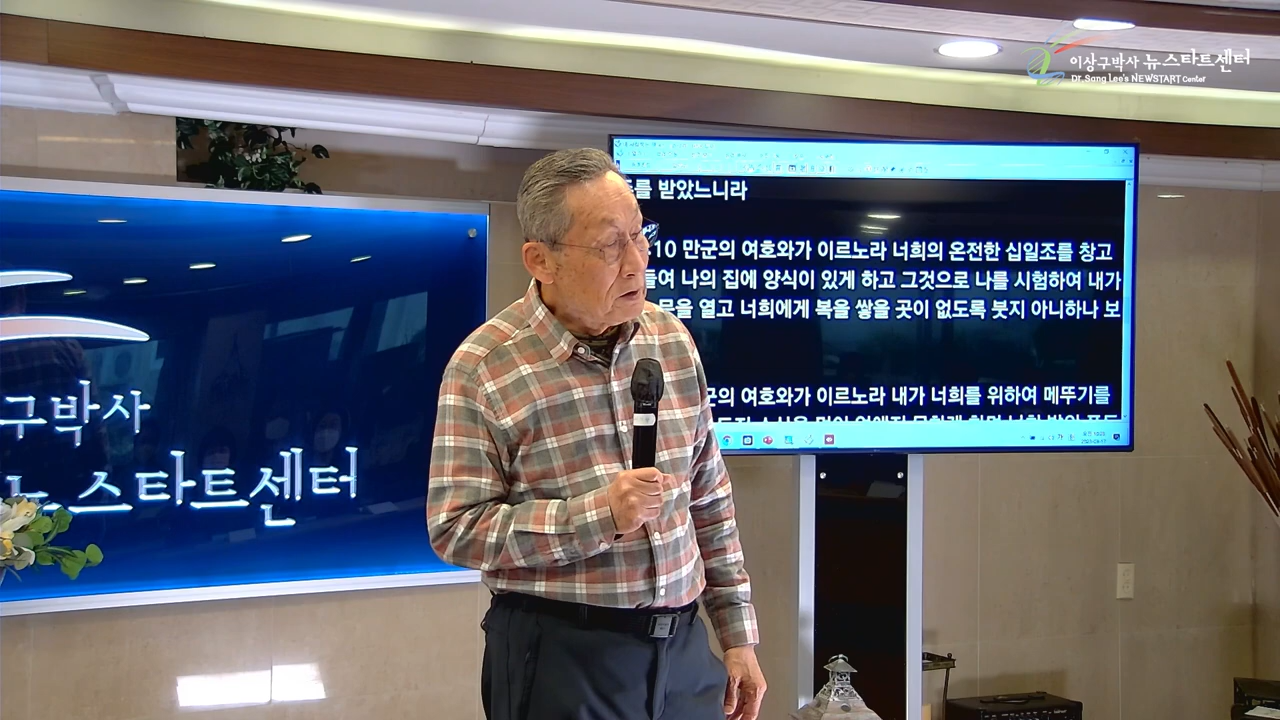 이상구박사 뉴스타트센터
Dr. Sang Lee's NEWSTART Center
를 받았느니라
10 만군의 여호와가 이르노라 너희의 온전한 십일조를 창고
들여 나의 집에 양식이 있게 하고 그것으로 나를 시험하여 내가
문을 열고 너희에게 복을 쌓을 곳이 없도록 붓지 아니하나 보
군의 여호와가 이르노라 내가 너희를 위하여 메뚜기를
구박사
뉴스타트센터